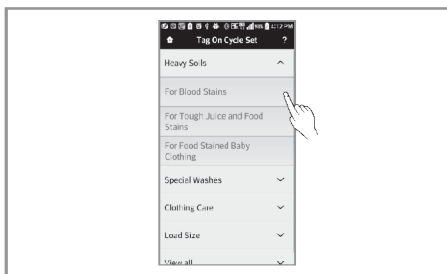 Tag On Cycle Set
?
Heavy Soils
For Blood Stains
For Tough Juice and Food
Stains
For Food Stained Baby
Clothing
Special Washes
Clothing Care
Load Size
View all